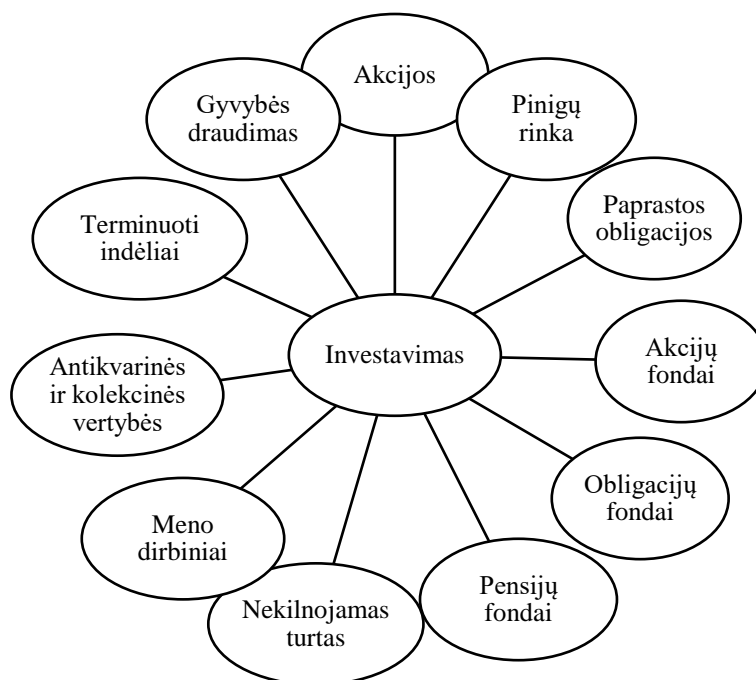 Akcijos
Gyvybės
draudimas
Pinigų
rinka
Terminuoti
indėliai
Paprastos
obligacijos
Investavimas
Antikvarinės
ir kolekcinės
vertybės
Akcijų
fondai
Meno
dirbiniai
Obligacijų
fondai
Nekilnojamas
turtas
Pensijų
fondai